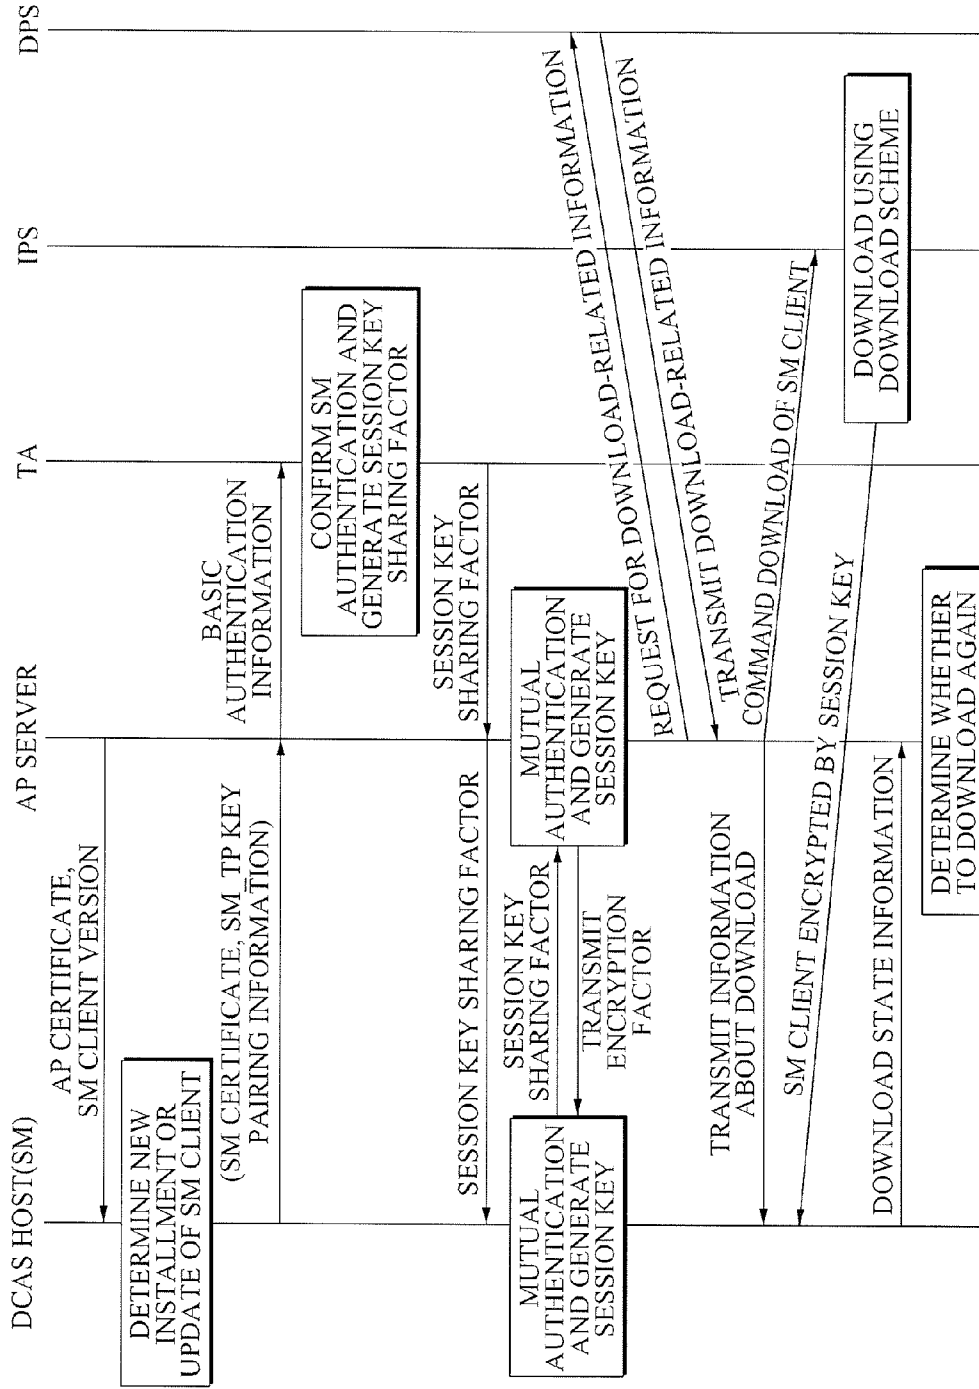 DCAS HOST(SM)
AP SERVER
TA
IPS
DPS
AP CERTIFICATE,
SM CLIENT VERSION
DETERMINE NEW
INSTALLMENT OR
UPDATE OF SM CLIENT
(SM CERTIFICATE, SM_TP KEY
PAIRING INFORMATION)
BASIC
AUTHENTICATION
INFORMATION
CONFIRM SM
AUTHENTICATION AND
GENERATE SESSION KEY
SHARING FACTOR
SESSION KEY
SHARING FACTOR
SESSION KEY SHARING FACTOR
MUTUAL
AUTHENTICATION
AND GENERATE
SESSION KEY
SESSION KEY
SHARING FACTOR
TRANSMIT
ENCRYPTION
FACTOR
MUTUAL
AUTHENTICATION
AND GENERATE
SESSION KEY
REQUEST FOR DOWNLOAD-RELATED INFORMATION
TRANSMIT DOWNLOAD-RELATED INFORMATION
TRANSMIT INFORMATION
ABOUT DOWNLOAD
COMMAND DOWNLOAD OF SM CLIENT
SM CLIENT ENCRYPTED BY SESSION KEY
DOWNLOAD USING
DOWNLOAD SCHEME
DOWNLOAD STATE INFORMATION
DETERMINE WHETHER
TO DOWNLOAD AGAIN